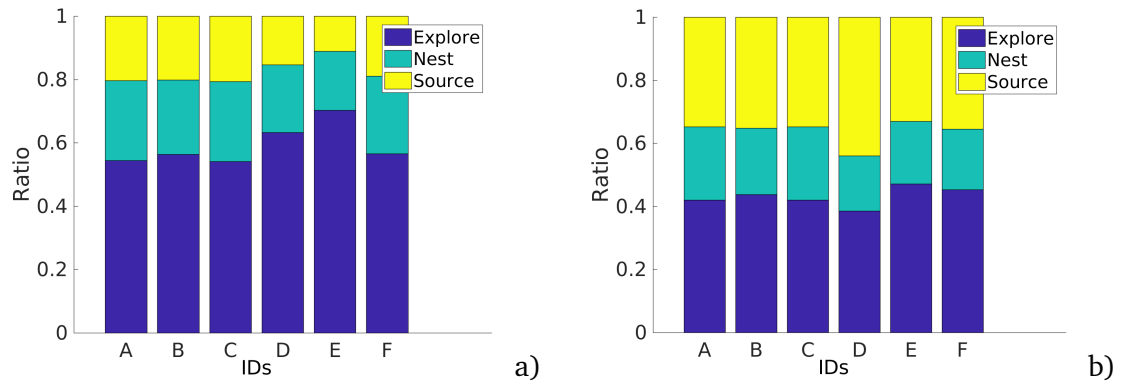 1
0.8
0.6
0.4
0.2
0
Ratio
Explore
Nest
Source
A B C D E F
IDs
a)
1
0.8
0.6
0.4
0.2
0
Ratio
Explore
Nest
Source
A B C D E F
IDs
b)